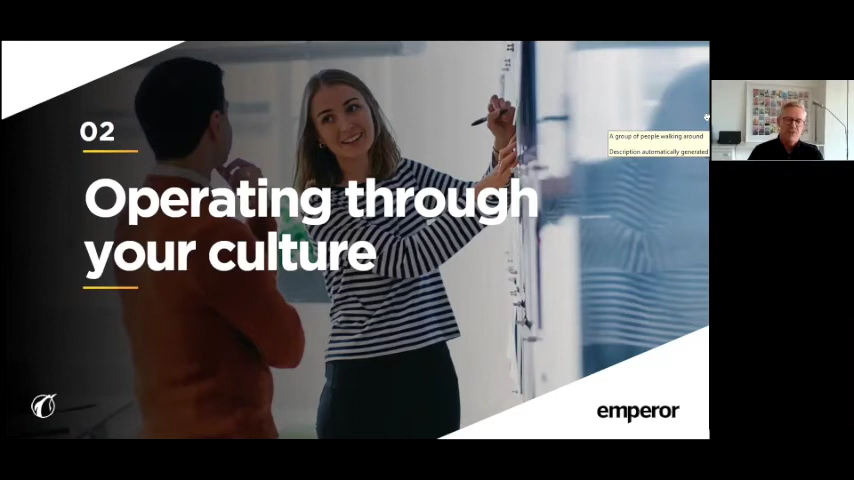 02
Operating through
your culture
A group of people walking around
Description automatically generated
emperor